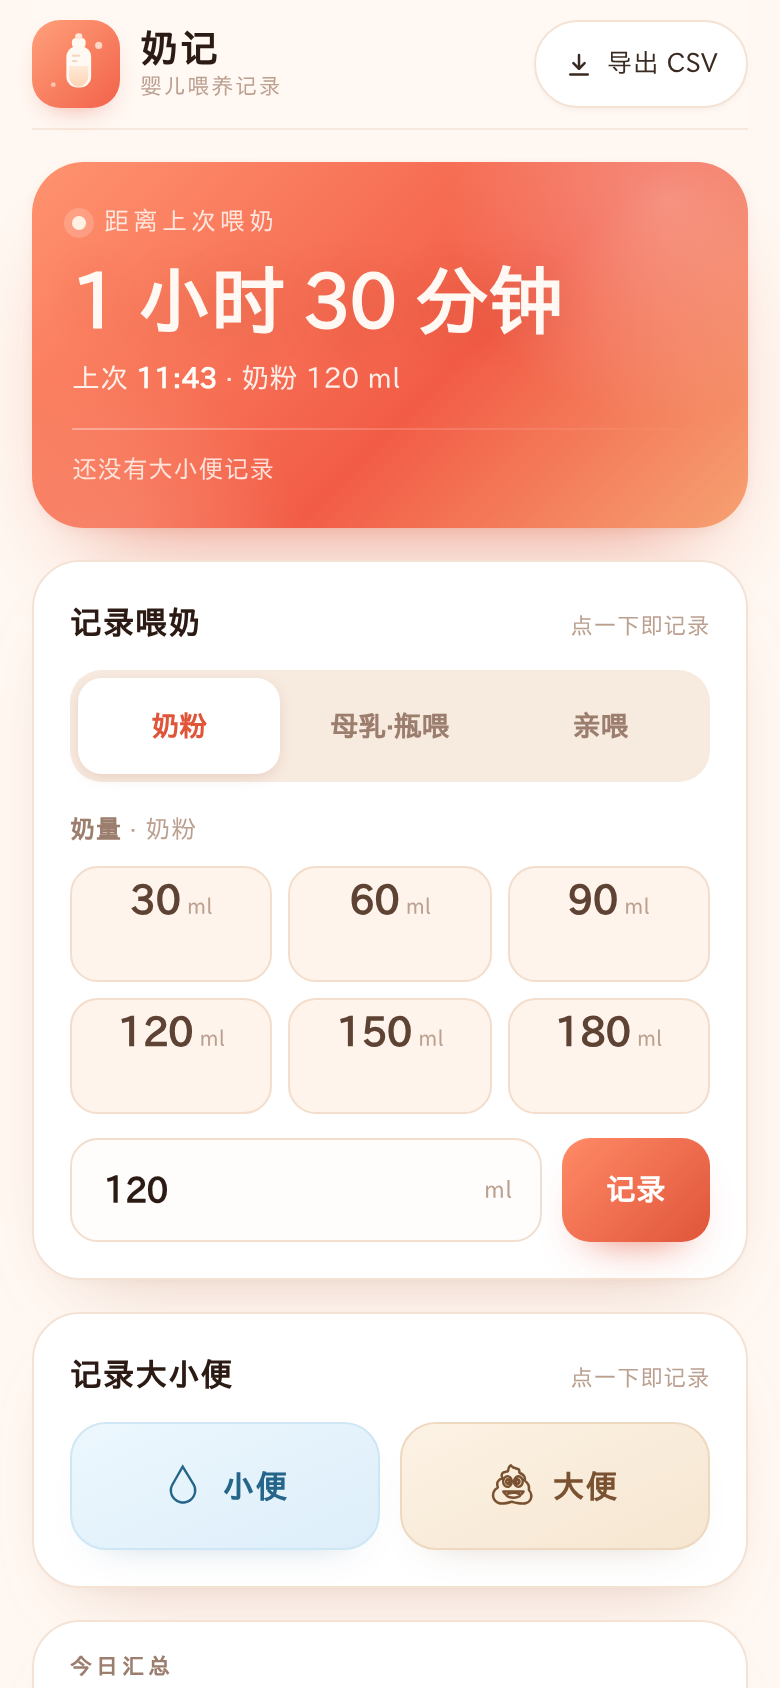 奶记
婴儿喂养记录
导出 CSV
距离上次喂奶
1 小时 30 分钟
上次 11:43 · 奶粉 120 ml
还没有大小便记录
记录喂奶
点一下即记录
奶粉
母乳·瓶喂
亲喂
奶量 · 奶粉
30 ml
60 ml
90 ml
120 ml
150 ml
180 ml
120 ml
记录
记录大小便
点一下即记录
小便
大便
今日汇总